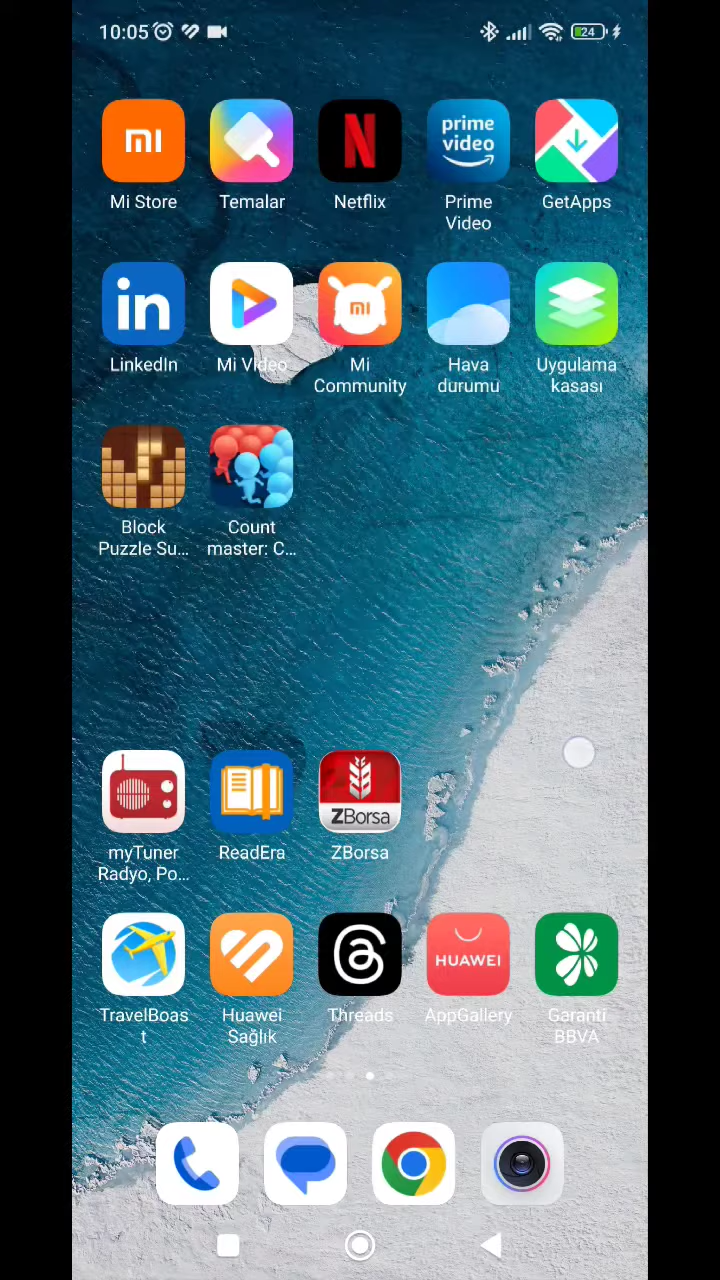 10:05
24
mi
prime
video
Mi Store
Temalar
Netflix
Prime
Video
GetApps
in
mi
LinkedIn
Mi Video
Mi
Community
Hava
durumu
Uygulama
kasası
Block
Puzzle Su...
Count
master: C...
ZBorsa
myTuner
Radyo, Po...
ReadEra
ZBorsa
HUAWEI
TravelBoas
t
Huawei
Sağlık
Threads
AppGallery
Garanti
BBVA